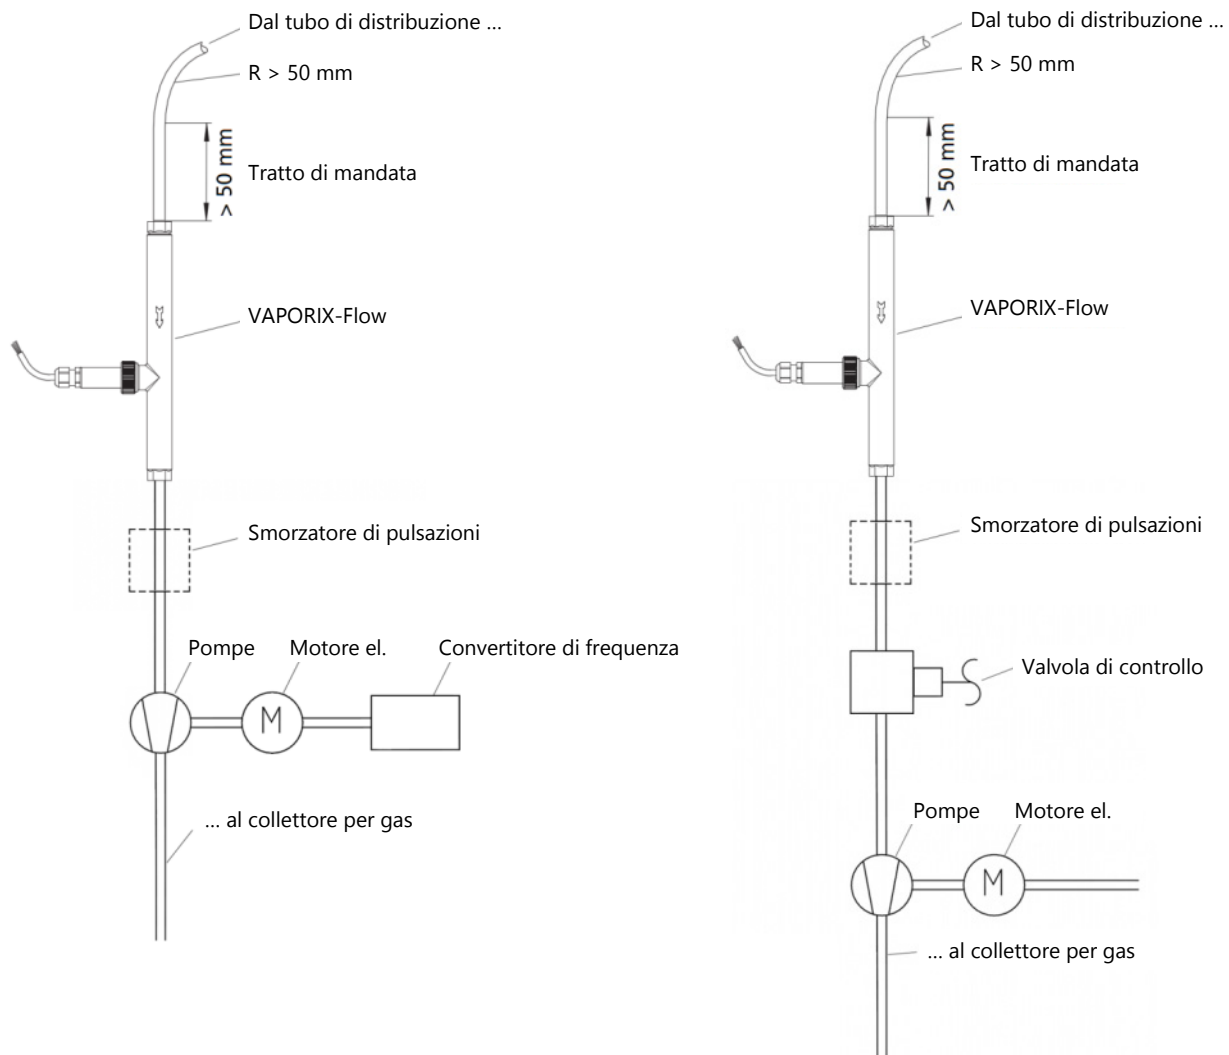 Dal tubo di distribuzione ...
R > 50 mm
> 50 mm
Tratto di mandata
VAPORIX-Flow
Smorzatore di pulsazioni
Pompe
Motore el.
Convertitore di frequenza
M
... al collettore per gas
Dal tubo di distribuzione ...
R > 50 mm
> 50 mm
Tratto di mandata
VAPORIX-Flow
Smorzatore di pulsazioni
Valvola di controllo
Pompe
Motore el.
M
... al collettore per gas